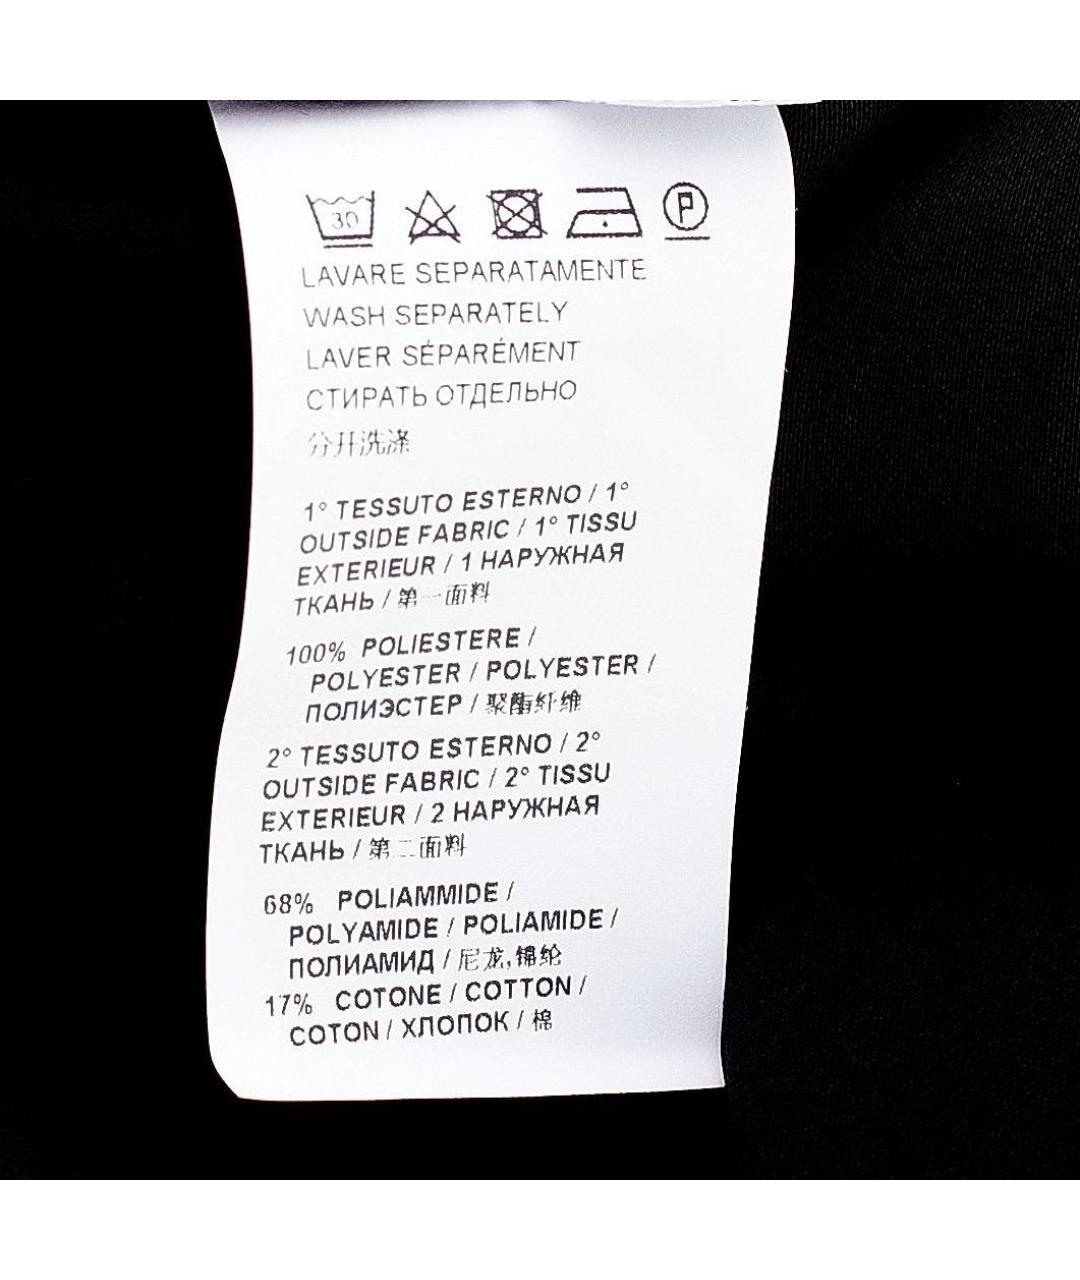 30
P
LAVARE SEPARATAMENTE
WASH SEPARATELY
LAVER SÉPARÉMENT
СТИРАТЬ ОТДЕЛЬНО
分开洗涤
1° TESSUTO ESTERNO / 1°
OUTSIDE FABRIC / 1° TISSU
EXTERIEUR / 1 НАРУЖНАЯ
ТКАНЬ / 第一面料
100% POLIESTERE /
POLYESTER / POLYESTER /
ПОЛИЭСТЕР / 聚酯纤维
2° TESSUTO ESTERNO / 2°
OUTSIDE FABRIC / 2° TISSU
EXTERIEUR / 2 НАРУЖНАЯ
ТКАНЬ / 第二面料
68% POLIAMMIDE /
POLYAMIDE / POLIAMIDE /
ПОЛИАМИД / 尼龙,锦纶
17% COTONE / COTTON /
COTON / ХЛОПОК / 棉